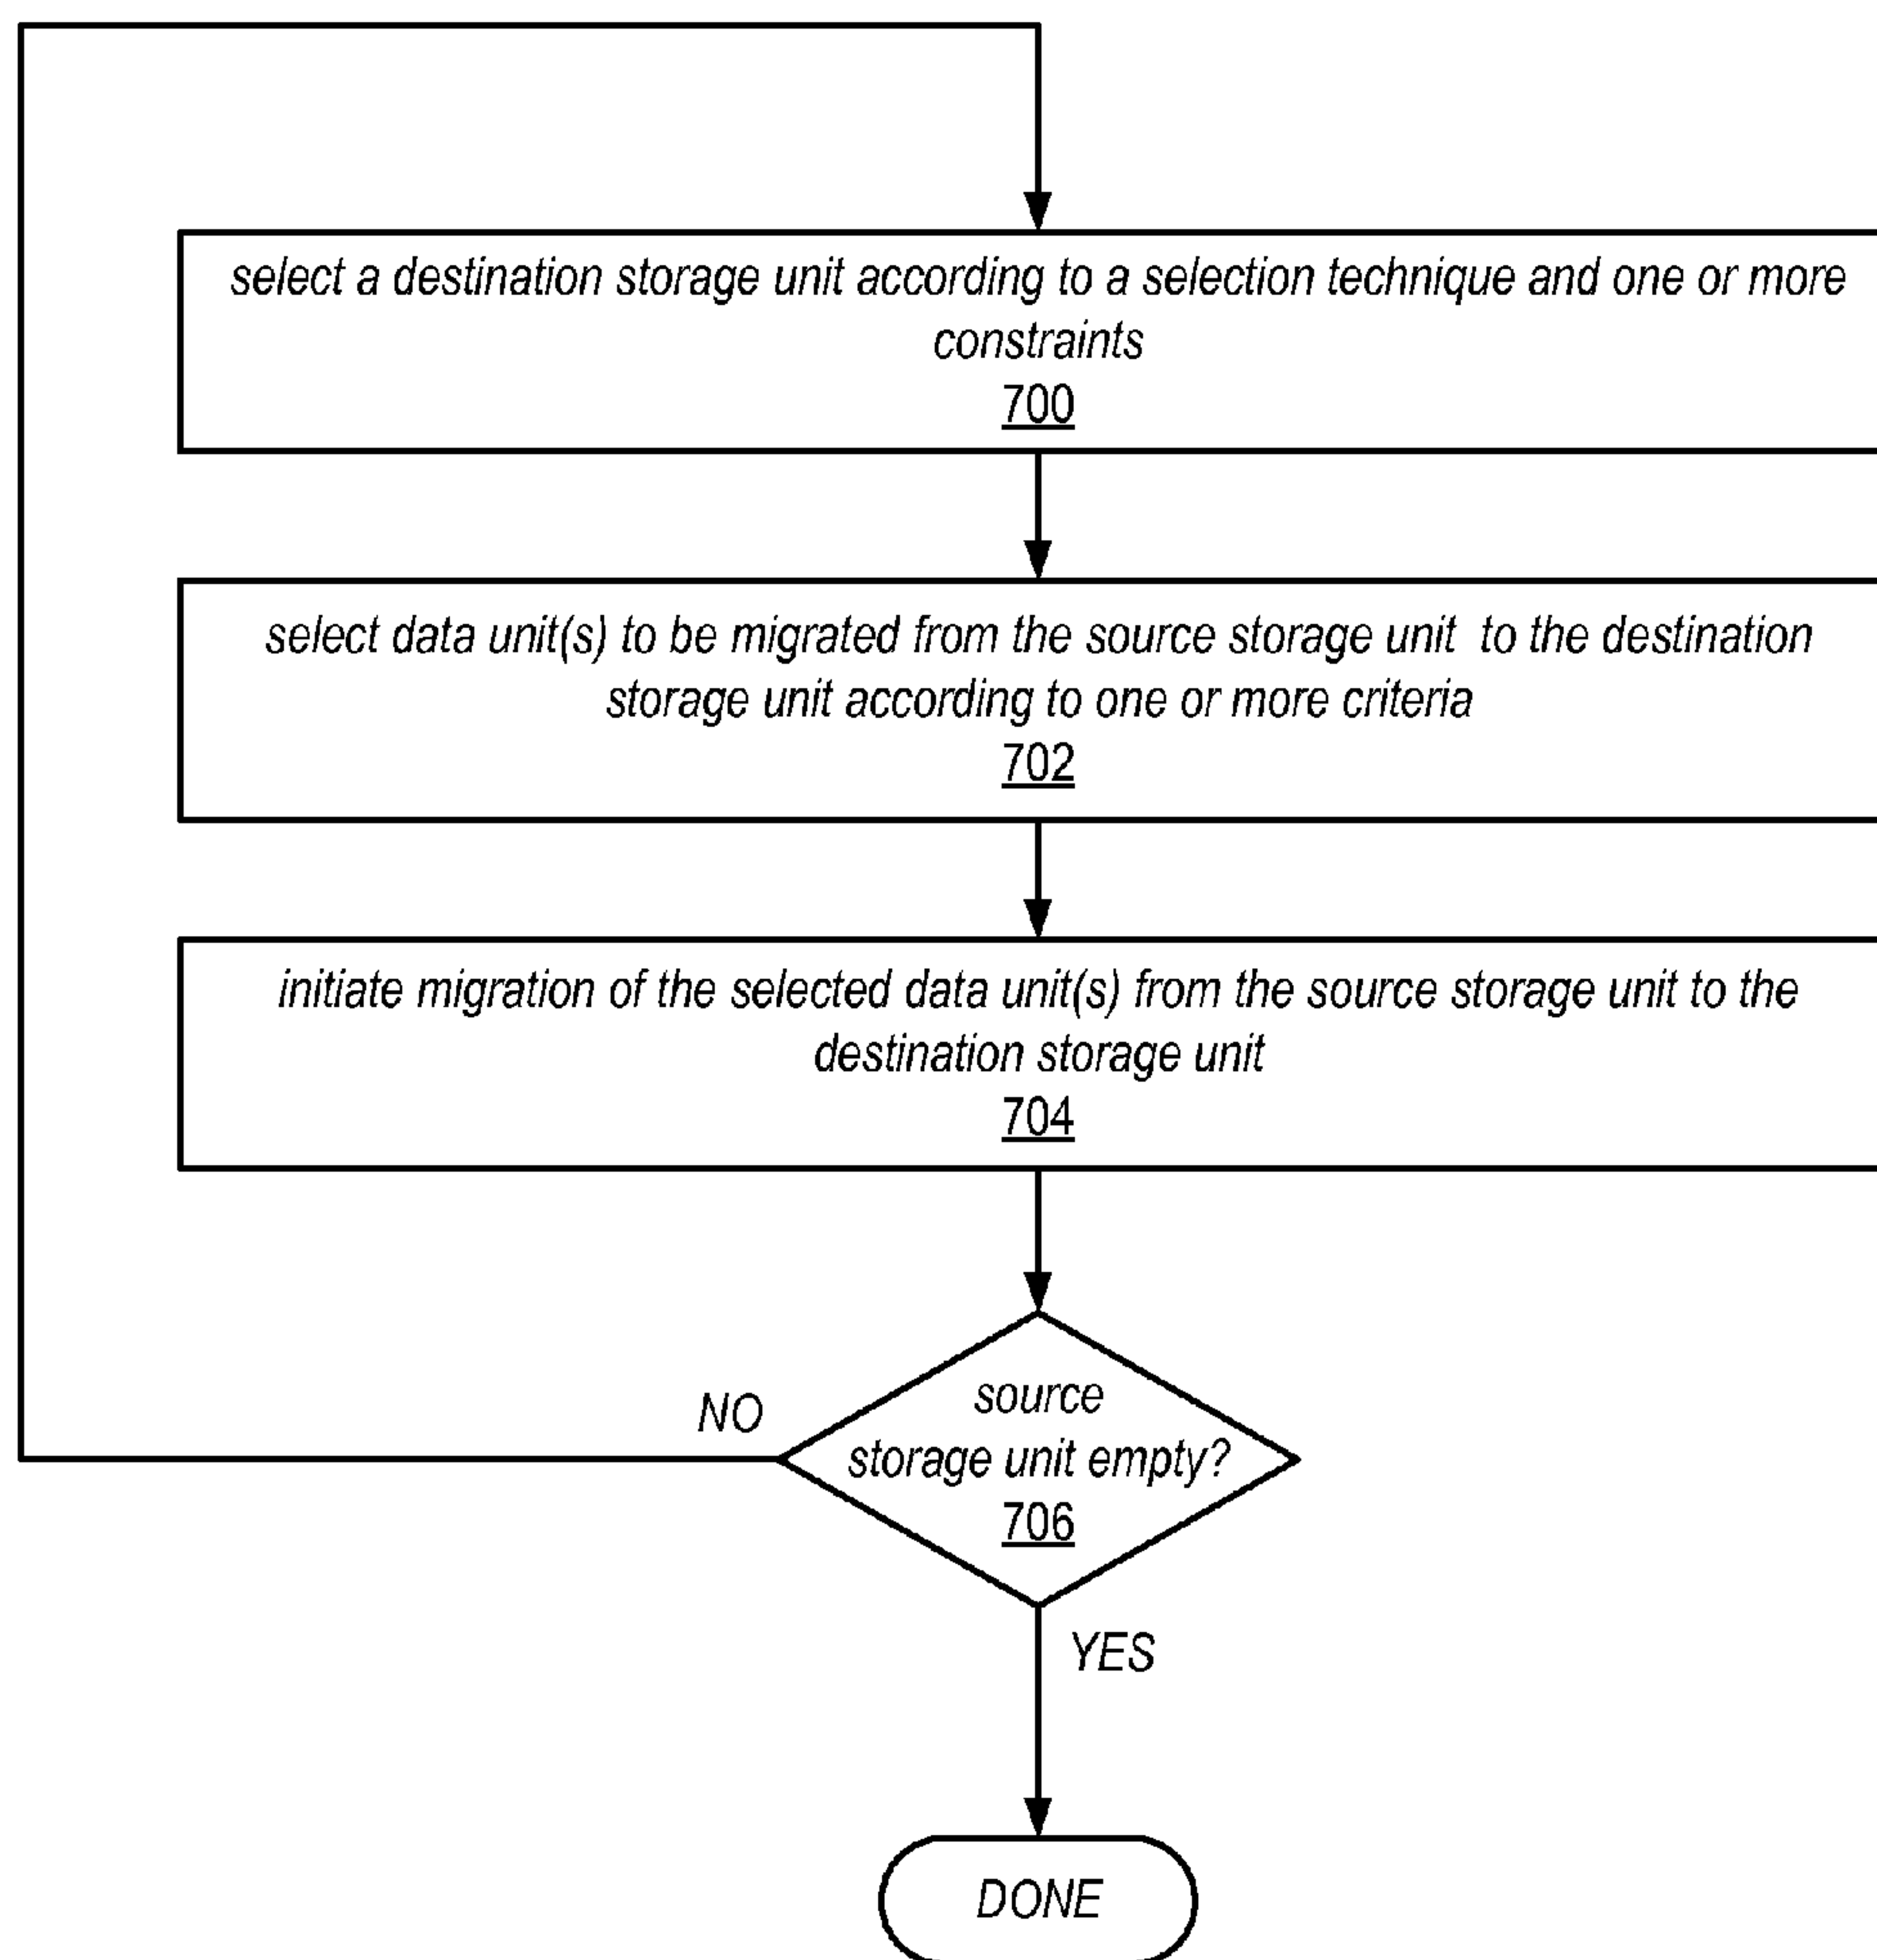 select a destination storage unit according to a selection technique and one or more
constraints
700
select data unit(s) to be migrated from the source storage unit to the destination
storage unit according to one or more criteria
702
initiate migration of the selected data unit(s) from the source storage unit to the
destination storage unit
704
source
NO
storage unit empty?
706
YES
DONE